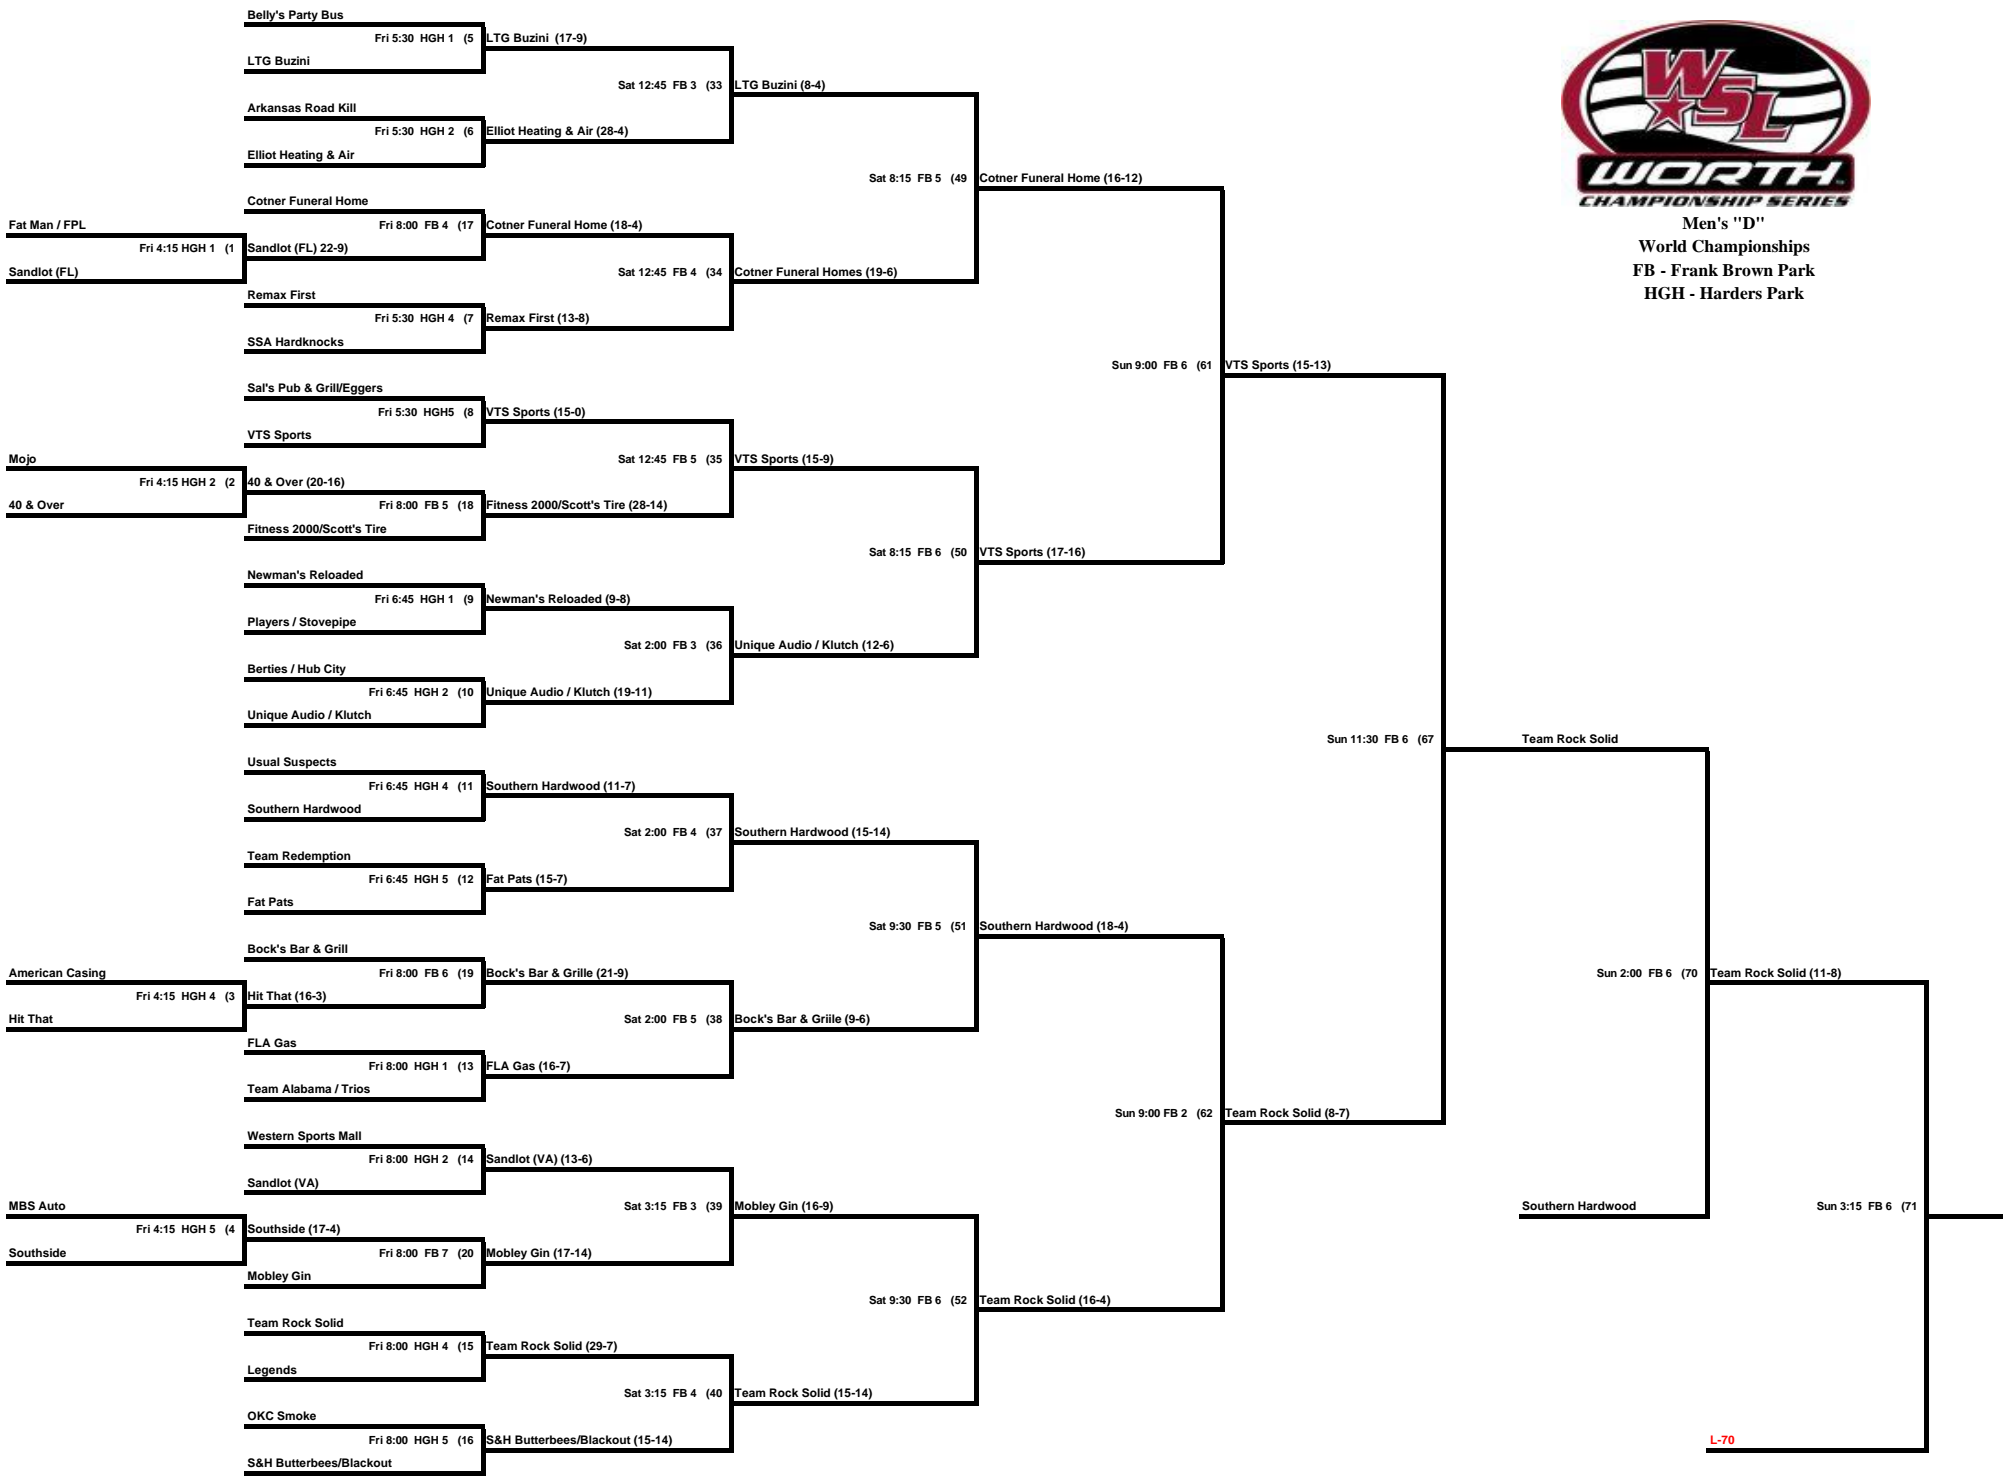 Belly's Party Bus
Fri 5:30 HGH 1 (5
LTG Buzini (17-9)
LTG Buzini
Sat 12:45 FB 3 (33
LTG Buzini (8-4)
Arkansas Road Kill
Fri 5:30 HGH 2 (6
Elliot Heating & Air (28-4)
Elliot Heating & Air
Sat 8:15 FB 5 (49
Cotner Funeral Home (16-12)
Cotner Funeral Home
Fat Man / FPL
Fri 8:00 FB 4 (17
Cotner Funeral Home (18-4)
Fri 4:15 HGH 1 (1
Sandlot (FL) 22-9)
Sandlot (FL)
Sat 12:45 FB 4 (34
Cotner Funeral Homes (19-6)
Remax First
Fri 5:30 HGH 4 (7
Remax First (13-8)
SSA Hardknocks
Sun 9:00 FB 6 (61
VTS Sports (15-13)
Sal's Pub & Grill/Eggers
Fri 5:30 HGH5 (8
VTS Sports (15-0)
VTS Sports
Mojo
Sat 12:45 FB 5 (35
VTS Sports (15-9)
Fri 4:15 HGH 2 (2
40 & Over (20-16)
40 & Over
Fri 8:00 FB 5 (18
Fitness 2000/Scott's Tire (28-14)
Fitness 2000/Scott's Tire
Sat 8:15 FB 6 (50
VTS Sports (17-16)
Newman's Reloaded
Fri 6:45 HGH 1 (9
Newman's Reloaded (9-8)
Players / Stovepipe
Sat 2:00 FB 3 (36
Unique Audio / Klutch (12-6)
Berties / Hub City
Fri 6:45 HGH 2 (10
Unique Audio / Klutch (19-11)
Unique Audio / Klutch
Sun 11:30 FB 6 (67
Team Rock Solid
Usual Suspects
Fri 6:45 HGH 4 (11
Southern Hardwood (11-7)
Southern Hardwood
Sat 2:00 FB 4 (37
Southern Hardwood (15-14)
Team Redemption
Fri 6:45 HGH 5 (12
Fat Pats (15-7)
Fat Pats
Sat 9:30 FB 5 (51
Southern Hardwood (18-4)
Bock's Bar & Grill
American Casing
Fri 8:00 FB 6 (19
Bock's Bar & Grille (21-9)
Sun 2:00 FB 6 (70
Team Rock Solid (11-8)
Fri 4:15 HGH 4 (3
Hit That (16-3)
Hit That
Sat 2:00 FB 5 (38
Bock's Bar & Griile (9-6)
FLA Gas
Fri 8:00 HGH 1 (13
FLA Gas (16-7)
Team Alabama / Trios
Sun 9:00 FB 2 (62
Team Rock Solid (8-7)
Western Sports Mall
Fri 8:00 HGH 2 (14
Sandlot (VA) (13-6)
Sandlot (VA)
MBS Auto
Sat 3:15 FB 3 (39
Mobley Gin (16-9)
Southern Hardwood
Sun 3:15 FB 6 (71
Fri 4:15 HGH 5 (4
Southside (17-4)
Southside
Fri 8:00 FB 7 (20
Mobley Gin (17-14)
Mobley Gin
Sat 9:30 FB 6 (52
Team Rock Solid (16-4)
Team Rock Solid
Fri 8:00 HGH 4 (15
Team Rock Solid (29-7)
Legends
Sat 3:15 FB 4 (40
Team Rock Solid (15-14)
OKC Smoke
Fri 8:00 HGH 5 (16
S&H Butterbees/Blackout (15-14)
L-70
S&H Butterbees/Blackout
WSL
WORTH
CHAMPIONSHIP SERIES
Men's "D"
World Championships
FB - Frank Brown Park
HGH - Harders Park